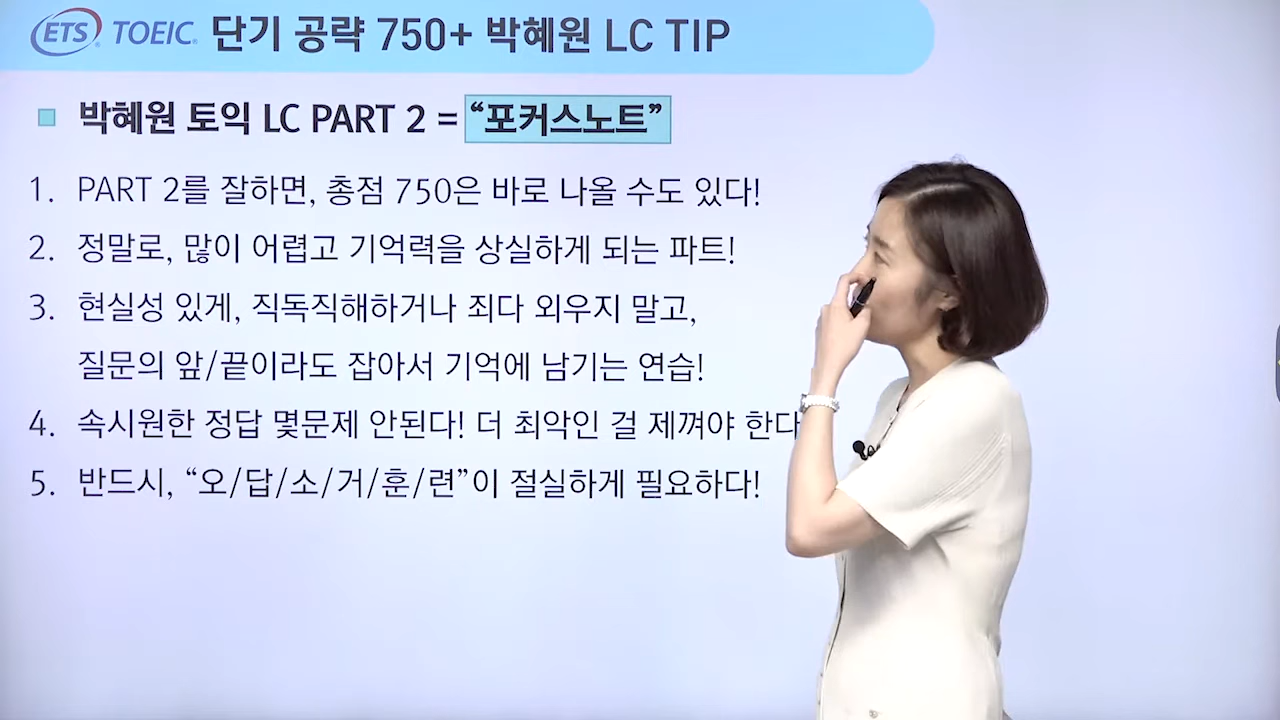 ETS TOEIC 단기 공략 750+ 박혜원 LC TIP
박혜원 토익 LC PART 2 = “포커스노트”
1. PART 2를 잘하면, 총점 750은 바로 나올 수도 있다!
2. 정말로, 많이 어렵고 기억력을 상실하게 되는 파트!
3. 현실성 있게, 직독직해하거나 죄다 외우지 말고,
질문의 앞/끝이라도 잡아서 기억에 남기는 연습!
4. 속시원한 정답 몇문제 안된다! 더 최악인 걸 제껴야 한다
5. 반드시, “오/답/소/거/훈/련”이 절실하게 필요하다!